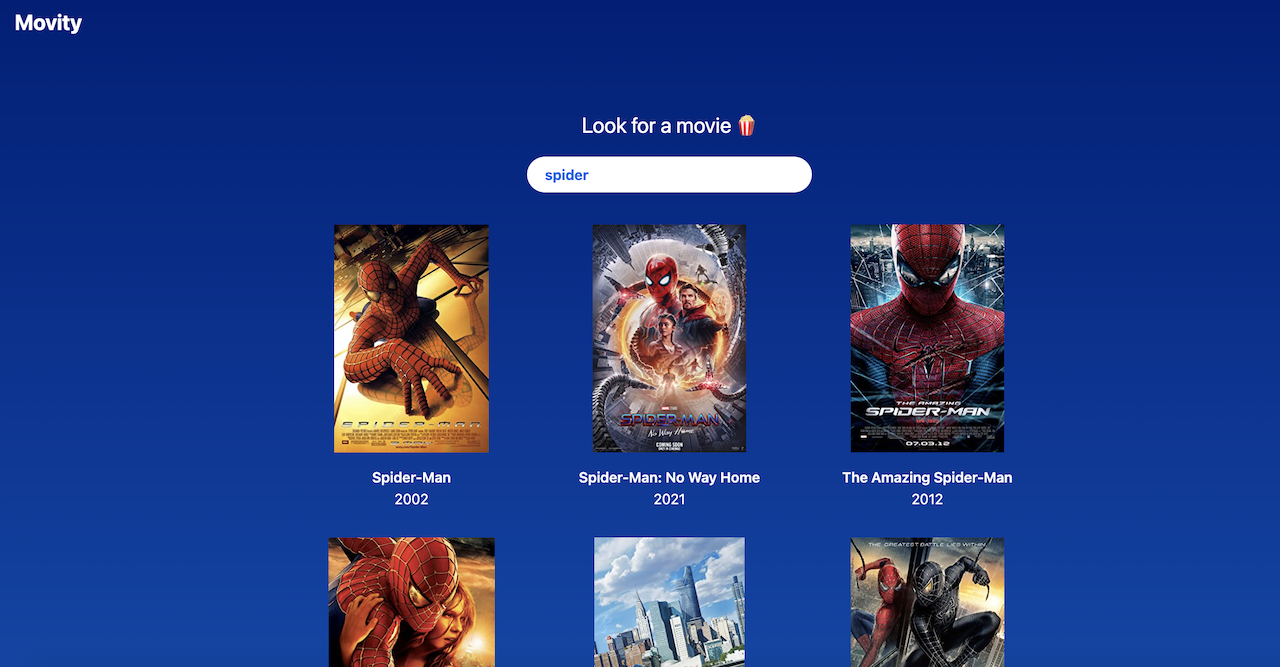 Movity
Look for a movie 🍿
spider
SPIDER-MAN
SPIDER-MAN
No Way Home
COMING SOON
THE AMAZING
SPIDER-MAN
07.03.12
Spider-Man
2002
Spider-Man: No Way Home
2021
The Amazing Spider-Man
2012
THE GREATEST BATTLE LIES WITHIN